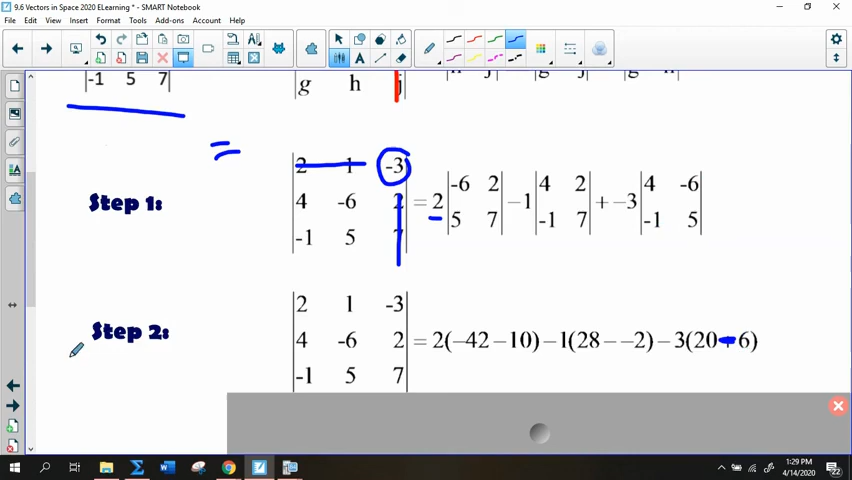 9.6 Vectors in Space 2020 ELearning * - SMART Notebook
File Edit View Insert Format Tools Add-ons Account Help
|-1 5 7|
|g h j|
=
Step 1:
|2 1 -3|
|4 -6 2| = 2 |-6 2| -1 |4 2| + -3 |4 -6|
|-1 5 7| |5 7| |-1 7| |-1 5|
Step 2:
|2 1 -3|
|4 -6 2| = 2(-42 - 10) - 1(28 - -2) - 3(20 - 6)
|-1 5 7|
1:29 PM
4/14/2020
22